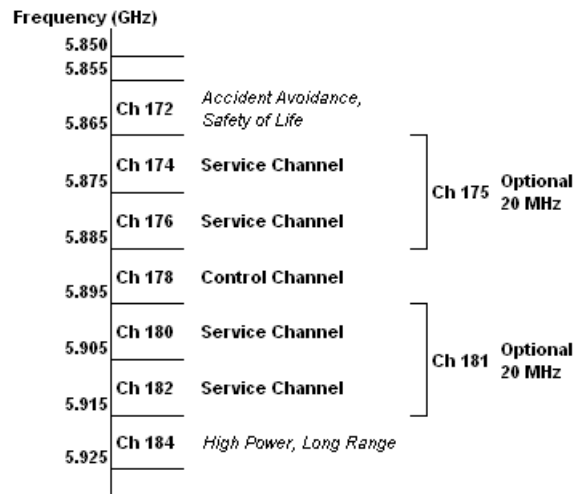 Frequency (GHz)
5.850
5.855
Ch 172 Accident Avoidance,
Safety of Life
5.865
Ch 174 Service Channel
5.875
Ch 175 Optional
20 MHz
Ch 176 Service Channel
5.885
Ch 178 Control Channel
5.895
Ch 180 Service Channel
5.905
Ch 181 Optional
20 MHz
Ch 182 Service Channel
5.915
Ch 184 High Power, Long Range
5.925